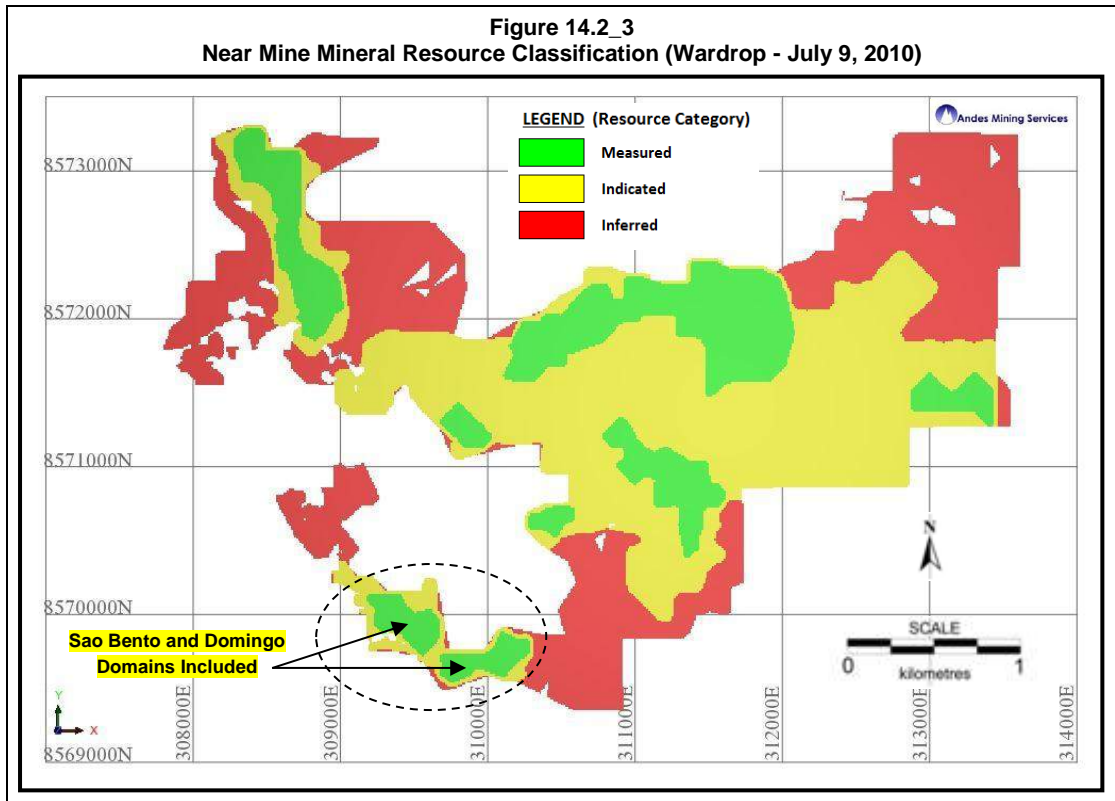 Figure 14.2_3
Near Mine Mineral Resource Classification (Wardrop - July 9, 2010)
Andes Mining Services
LEGEND (Resource Category)
Measured
Indicated
Inferred
8573000N
8572000N
8571000N
8570000N
8569000N
N
Sao Bento and Domingo
Domains Included
SCALE
0 1
kilometres
Y
X
308000E
309000E
310000E
311000E
312000E
313000E
314000E